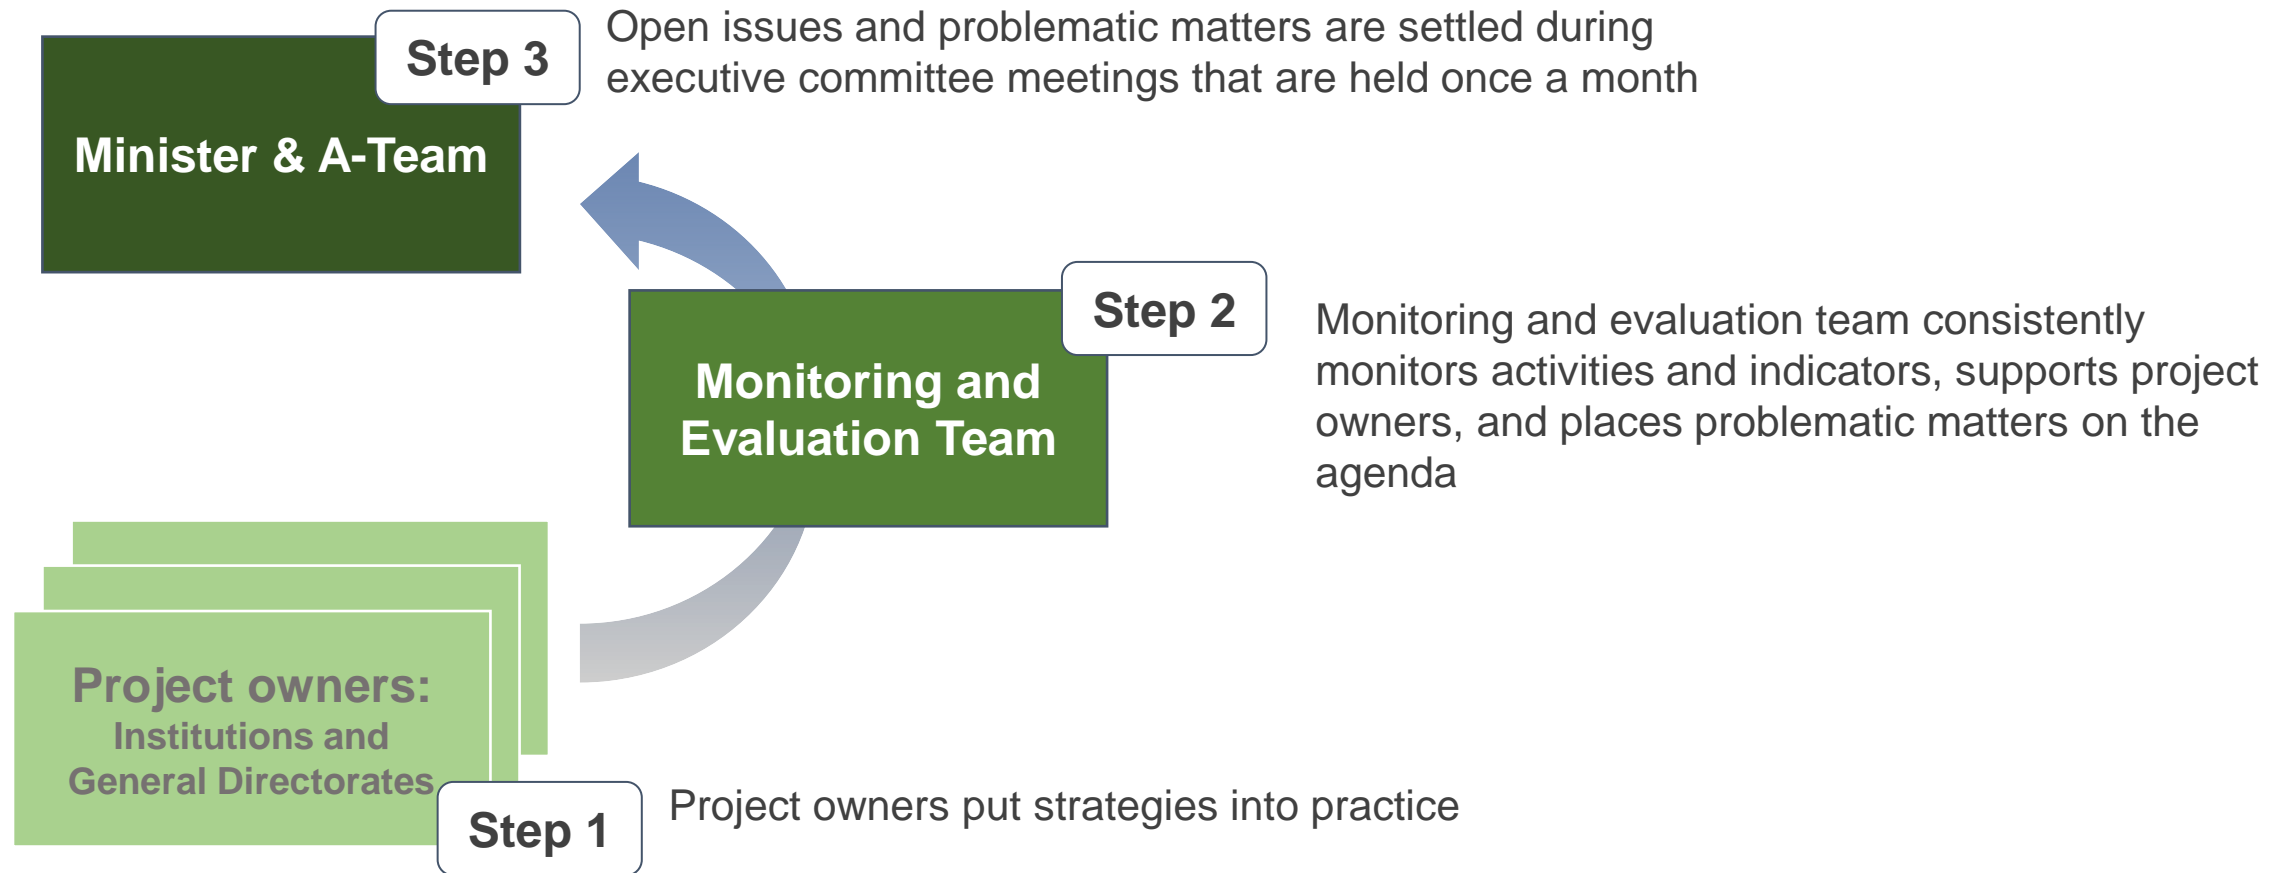 Step 3
Open issues and problematic matters are settled during
executive committee meetings that are held once a month
Minister & A-Team
Step 2
Monitoring and evaluation team consistently
monitors activities and indicators, supports project
owners, and places problematic matters on the
agenda
Monitoring and
Evaluation Team
Project owners:
Institutions and
General Directorates
Step 1
Project owners put strategies into practice